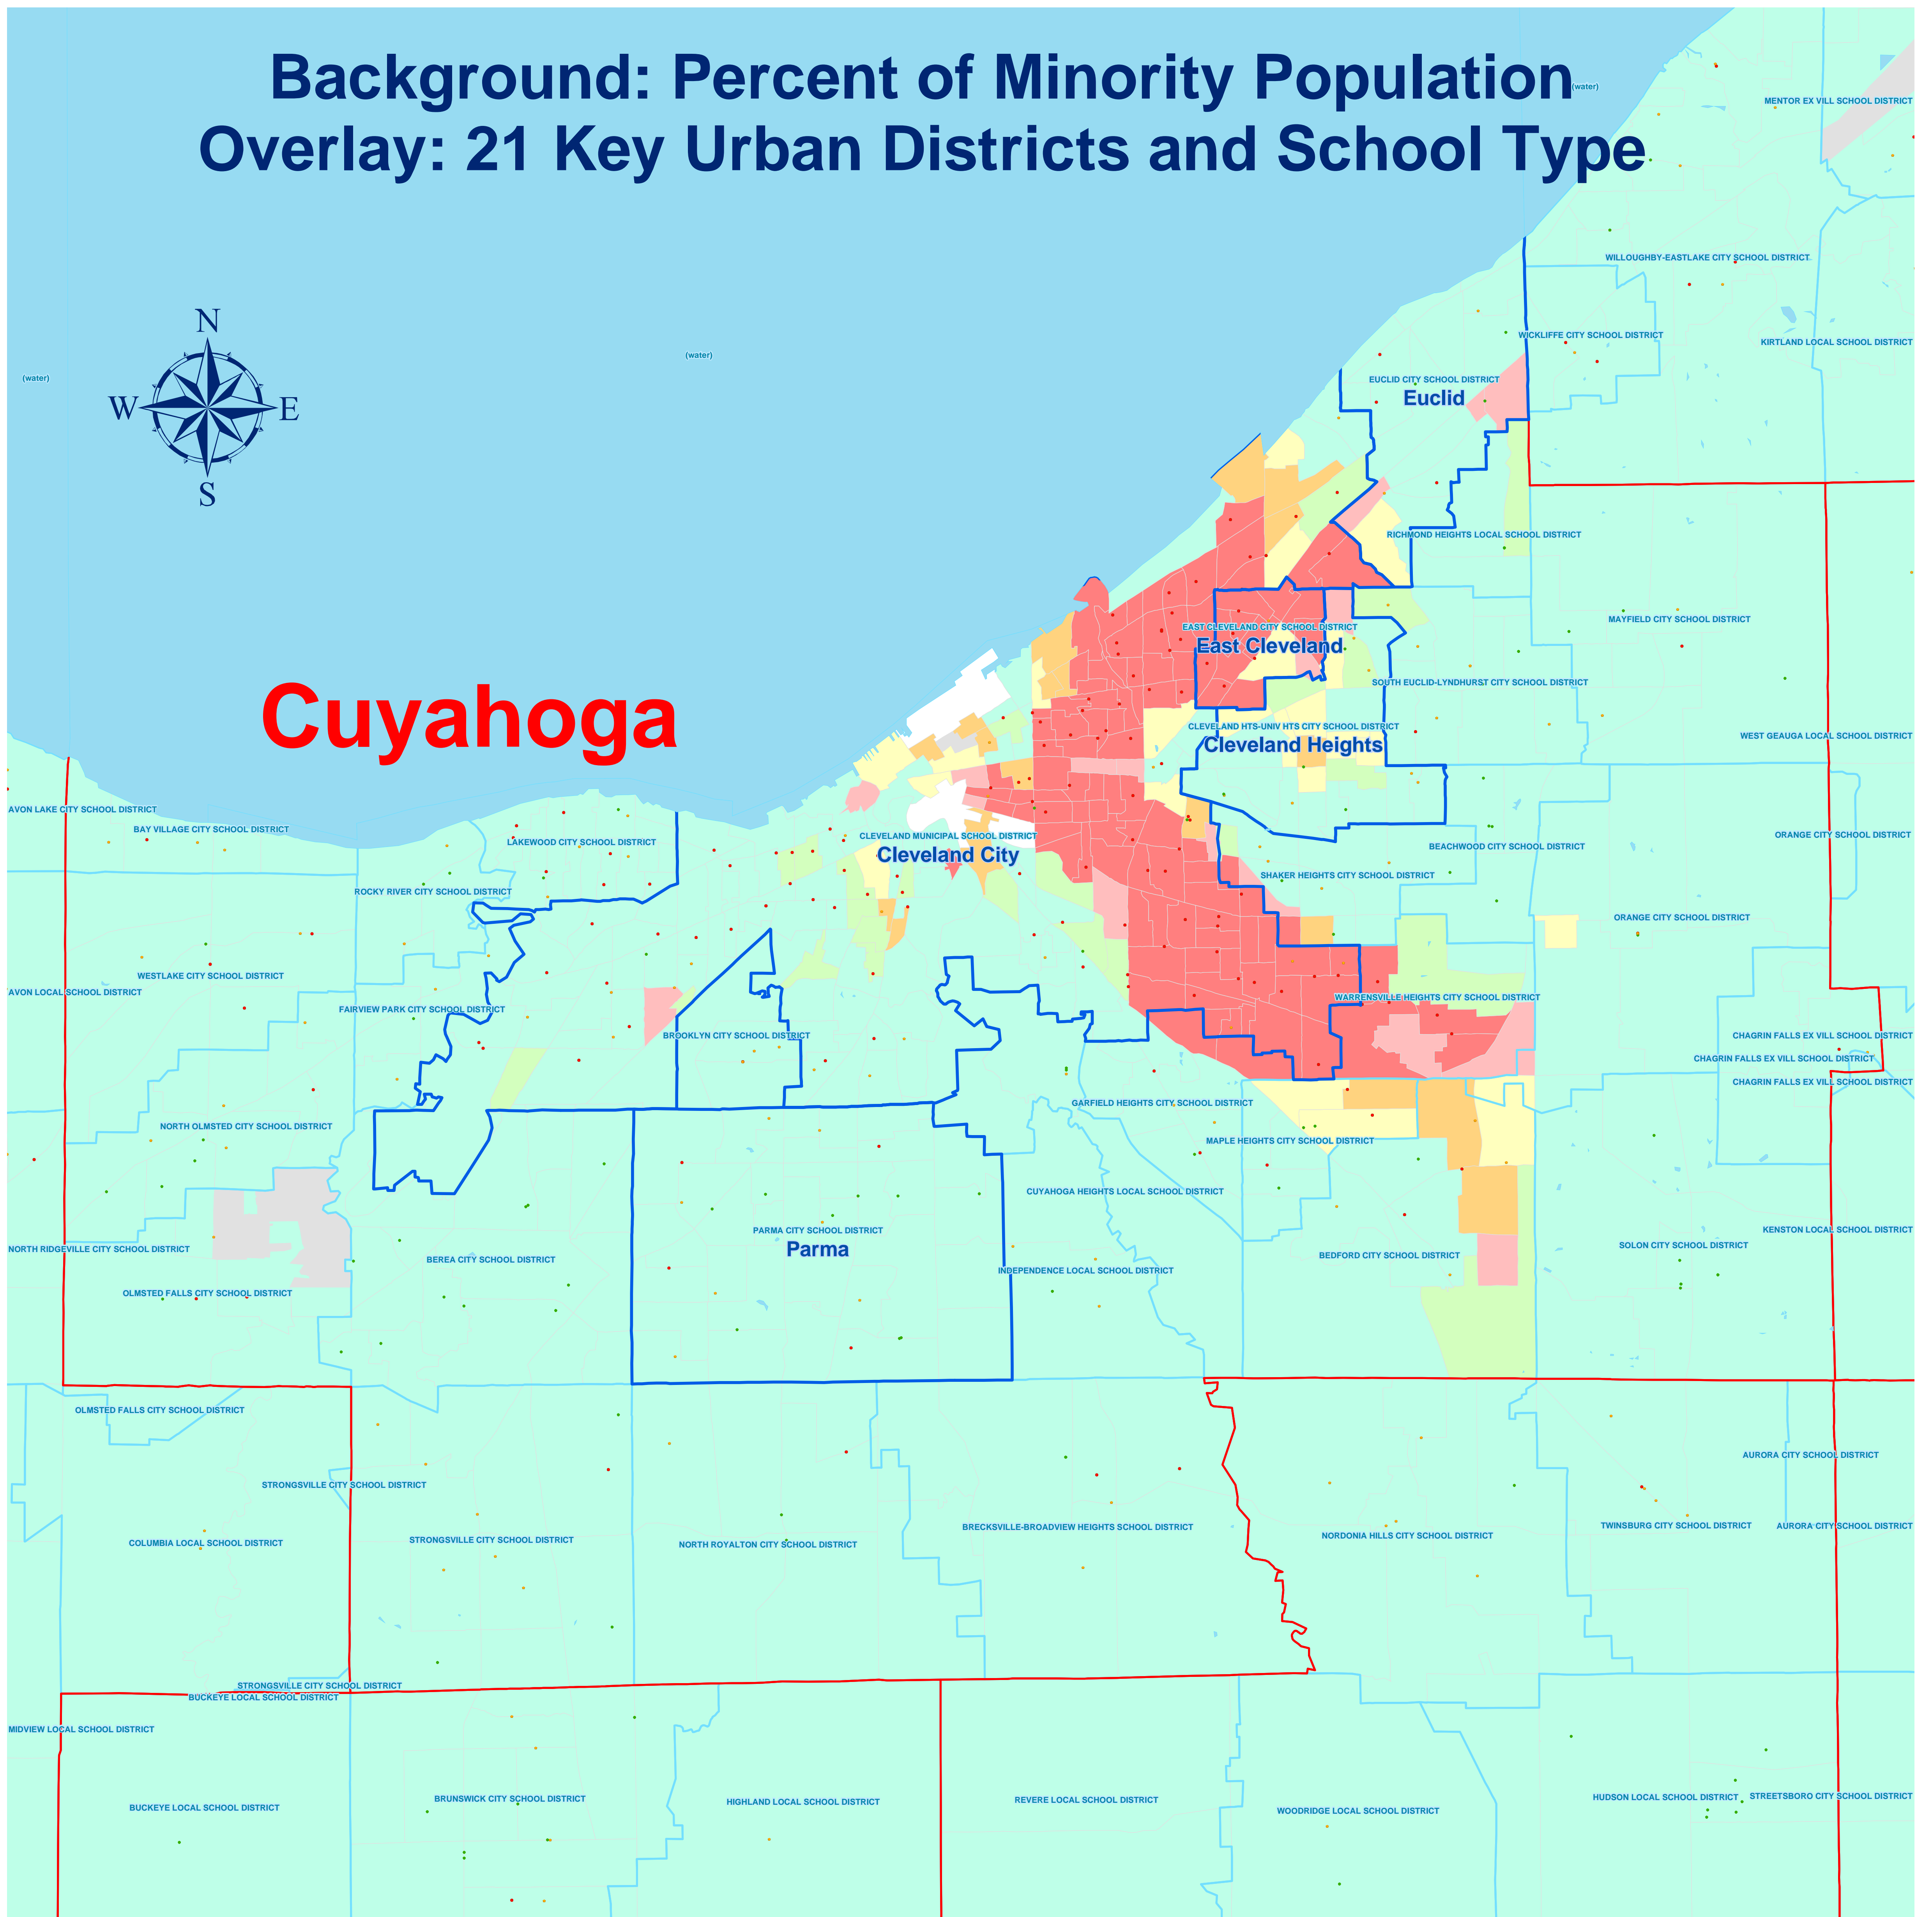 Background: Percent of Minority Population
Overlay: 21 Key Urban Districts and School Type
(water)
MENTOR EX VILL SCHOOL DISTRICT
WILLOUGHBY-EASTLAKE CITY SCHOOL DISTRICT
N
W
E
S
WICKLIFFE CITY SCHOOL DISTRICT
KIRTLAND LOCAL SCHOOL DISTRICT
(water)
(water)
EUCLID CITY SCHOOL DISTRICT
Euclid
RICHMOND HEIGHTS LOCAL SCHOOL DISTRICT
MAYFIELD CITY SCHOOL DISTRICT
EAST CLEVELAND CITY SCHOOL DISTRICT
East Cleveland
SOUTH EUCLID-LYNDHURST CITY SCHOOL DISTRICT
Cuyahoga
CLEVELAND HTS-UNIV HTS CITY SCHOOL DISTRICT
Cleveland Heights
WEST GEAUGA LOCAL SCHOOL DISTRICT
AVON LAKE CITY SCHOOL DISTRICT
BAY VILLAGE CITY SCHOOL DISTRICT
LAKEWOOD CITY SCHOOL DISTRICT
CLEVELAND MUNICIPAL SCHOOL DISTRICT
Cleveland City
BEACHWOOD CITY SCHOOL DISTRICT
ORANGE CITY SCHOOL DISTRICT
SHAKER HEIGHTS CITY SCHOOL DISTRICT
ROCKY RIVER CITY SCHOOL DISTRICT
ORANGE CITY SCHOOL DISTRICT
WESTLAKE CITY SCHOOL DISTRICT
AVON LOCAL SCHOOL DISTRICT
WARRENSVILLE HEIGHTS CITY SCHOOL DISTRICT
FAIRVIEW PARK CITY SCHOOL DISTRICT
BROOKLYN CITY SCHOOL DISTRICT
CHAGRIN FALLS EX VILL SCHOOL DISTRICT
CHAGRIN FALLS EX VILL SCHOOL DISTRICT
CHAGRIN FALLS EX VILL SCHOOL DISTRICT
GARFIELD HEIGHTS CITY SCHOOL DISTRICT
NORTH OLMSTED CITY SCHOOL DISTRICT
MAPLE HEIGHTS CITY SCHOOL DISTRICT
CUYAHOGA HEIGHTS LOCAL SCHOOL DISTRICT
PARMA CITY SCHOOL DISTRICT
Parma
KENSTON LOCAL SCHOOL DISTRICT
NORTH RIDGEVILLE CITY SCHOOL DISTRICT
SOLON CITY SCHOOL DISTRICT
BEREA CITY SCHOOL DISTRICT
BEDFORD CITY SCHOOL DISTRICT
INDEPENDENCE LOCAL SCHOOL DISTRICT
OLMSTED FALLS CITY SCHOOL DISTRICT
OLMSTED FALLS CITY SCHOOL DISTRICT
AURORA CITY SCHOOL DISTRICT
STRONGSVILLE CITY SCHOOL DISTRICT
BRECKSVILLE-BROADVIEW HEIGHTS SCHOOL DISTRICT
TWINSBURG CITY SCHOOL DISTRICT
AURORA CITY SCHOOL DISTRICT
NORDONIA HILLS CITY SCHOOL DISTRICT
COLUMBIA LOCAL SCHOOL DISTRICT
STRONGSVILLE CITY SCHOOL DISTRICT
NORTH ROYALTON CITY SCHOOL DISTRICT
STRONGSVILLE CITY SCHOOL DISTRICT
BUCKEYE LOCAL SCHOOL DISTRICT
MIDVIEW LOCAL SCHOOL DISTRICT
BUCKEYE LOCAL SCHOOL DISTRICT
BRUNSWICK CITY SCHOOL DISTRICT
HIGHLAND LOCAL SCHOOL DISTRICT
REVERE LOCAL SCHOOL DISTRICT
WOODRIDGE LOCAL SCHOOL DISTRICT
HUDSON LOCAL SCHOOL DISTRICT
STREETSBORO CITY SCHOOL DISTRICT